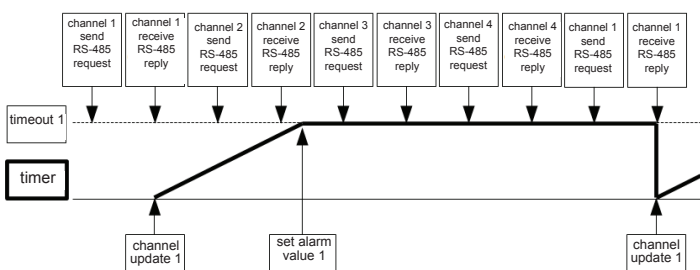 channel 1
send
RS-485
request
channel 1
receive
RS-485
reply
channel 2
send
RS-485
request
channel 2
receive
RS-485
reply
channel 3
send
RS-485
request
channel 3
receive
RS-485
reply
channel 4
send
RS-485
request
channel 4
receive
RS-485
reply
channel 1
send
RS-485
request
channel 1
receive
RS-485
reply
timeout 1
timer
channel
update 1
set alarm
value 1
channel
update 1